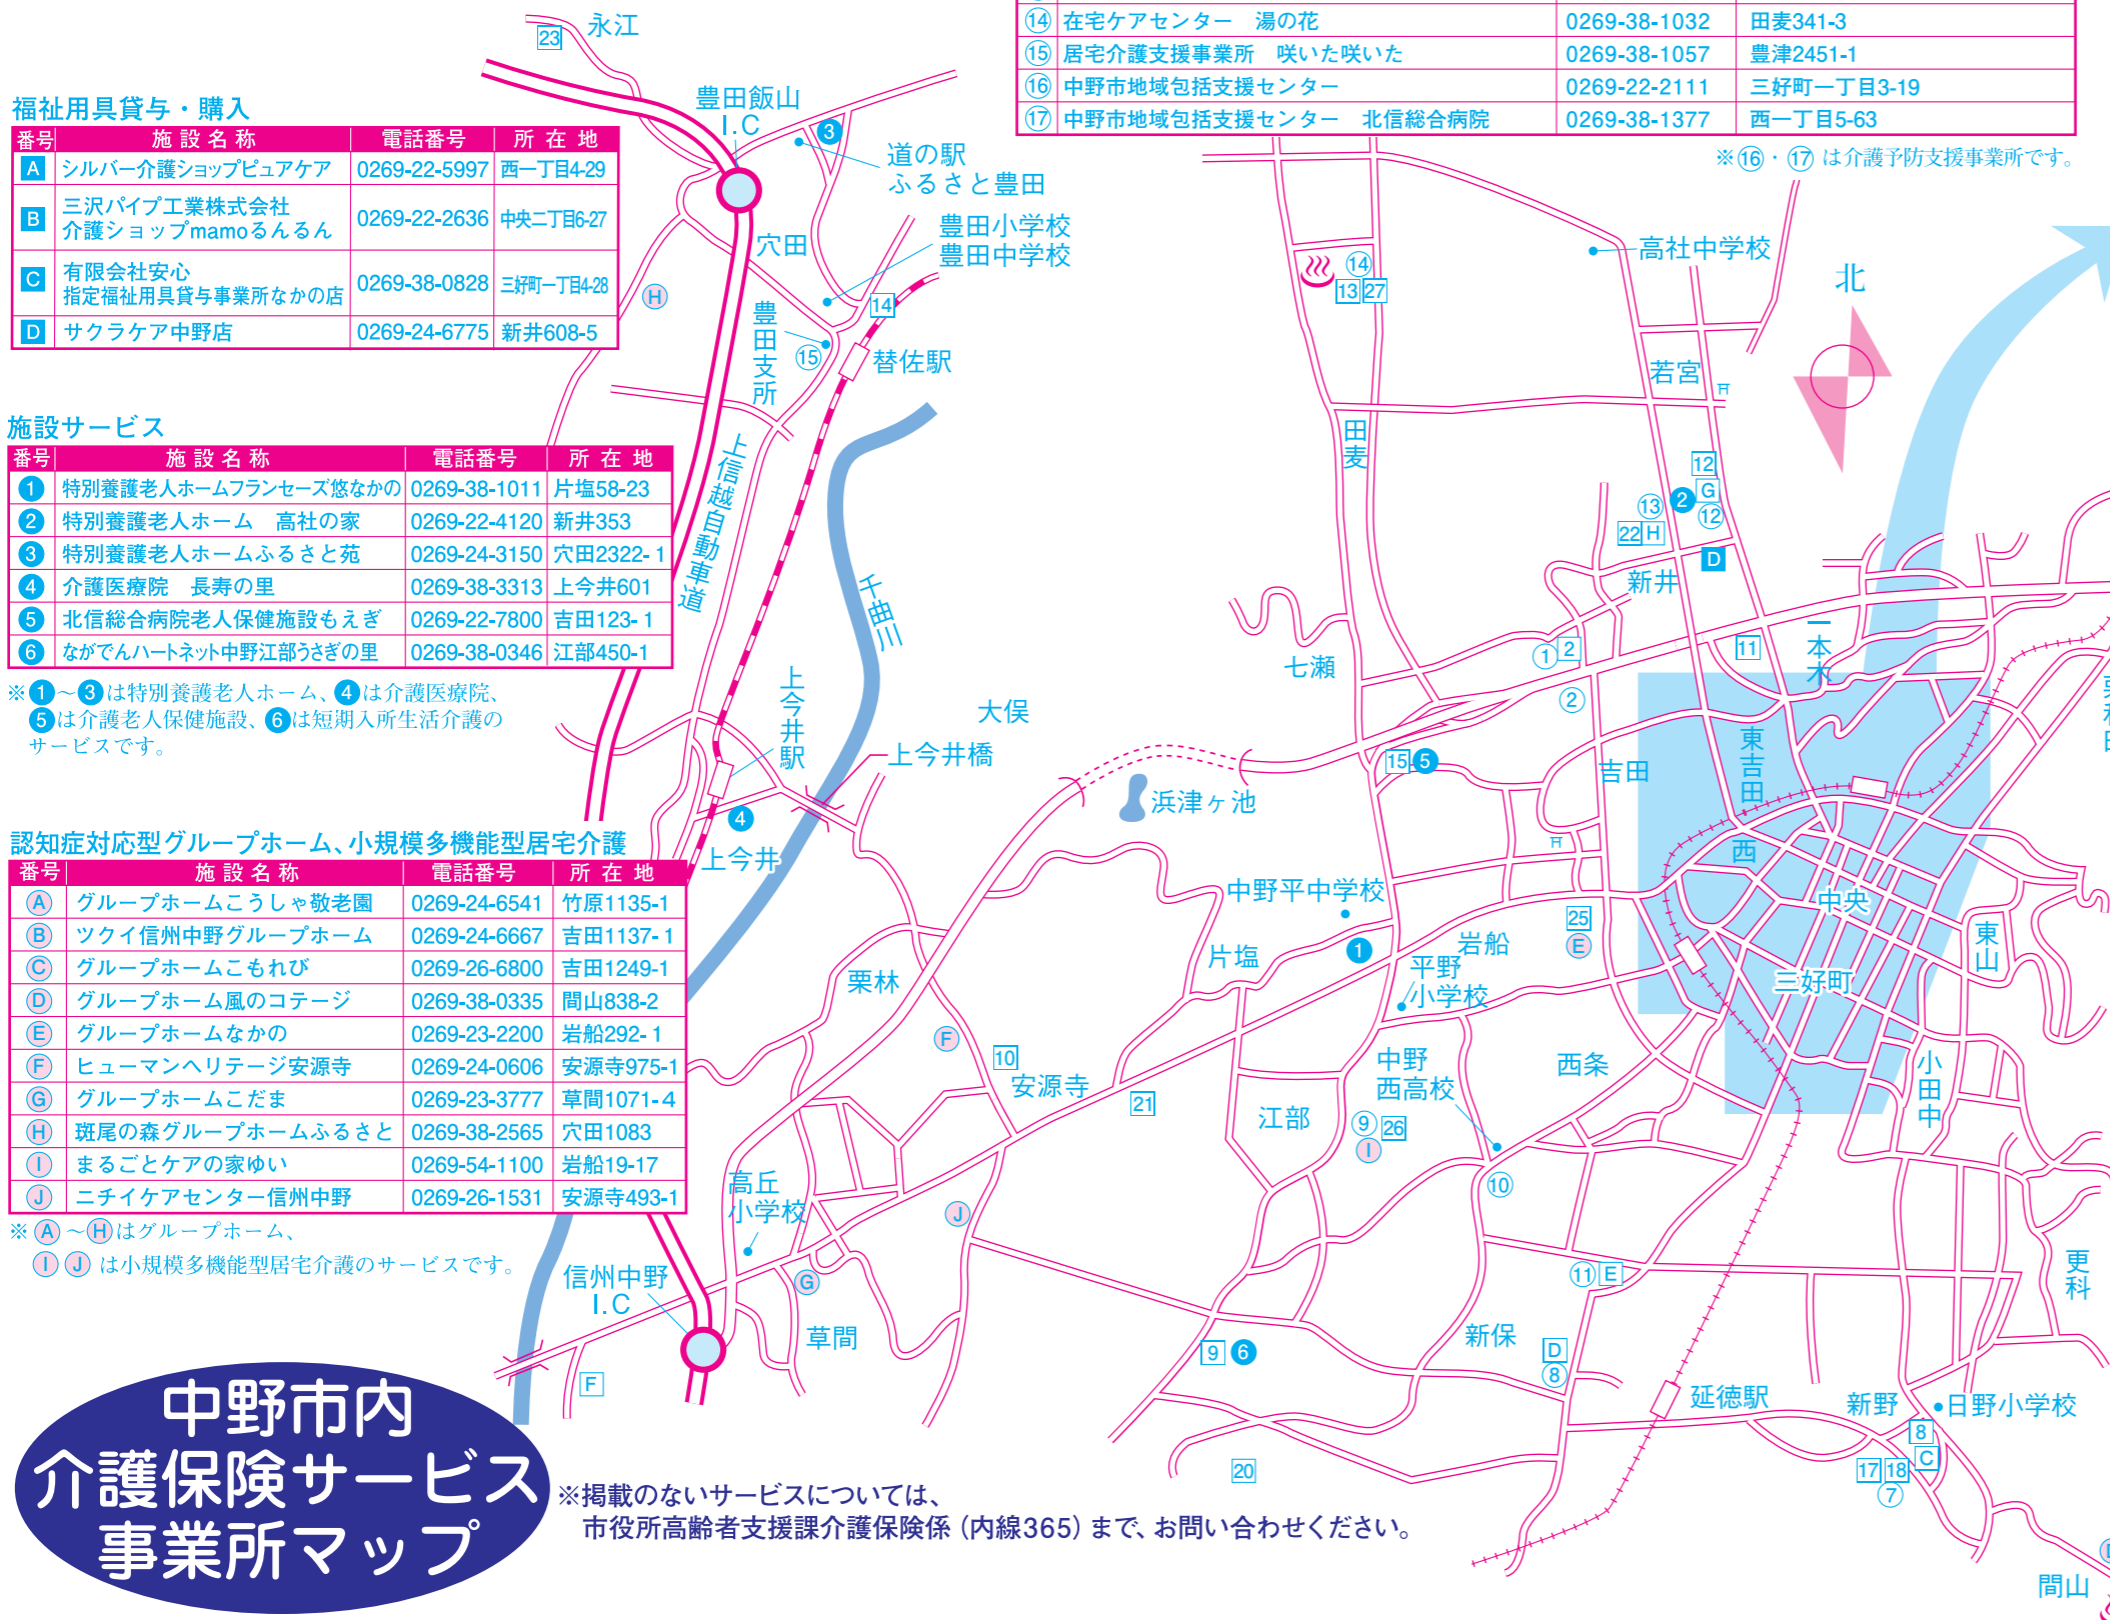 ⑭ 在宅ケアセンター　湯の花 0269-38-1032 田麦341-3
⑮ 居宅介護支援事業所　咲いた咲いた 0269-38-1057 豊津2451-1
⑯ 中野市地域包括支援センター 0269-22-2111 三好町一丁目3-19
⑰ 中野市地域包括支援センター　北信総合病院 0269-38-1377 西一丁目5-63
※⑯・⑰は介護予防支援事業所です。
福祉用具貸与・購入
番号 施設名称 電話番号 所在地
A シルバー介護ショップピュアケア 0269-22-5997 西一丁目4-29
B 三沢パイプ工業株式会社
介護ショップmamoるんるん 0269-22-2636 中央二丁目6-27
C 有限会社安心
指定福祉用具貸与事業所なかの店 0269-38-0828 三好町一丁目4-28
D サクラケア中野店 0269-24-6775 新井608-5
施設サービス
番号 施設名称 電話番号 所在地
1 特別養護老人ホームフランセーズ悠なかの 0269-38-1011 片塩58-23
2 特別養護老人ホーム　高社の家 0269-22-4120 新井353
3 特別養護老人ホームふるさと苑 0269-24-3150 穴田2322-1
4 介護医療院　長寿の里 0269-38-3313 上今井601
5 北信総合病院老人保健施設もえぎ 0269-22-7800 吉田123-1
6 ながでんハートネット中野江部うさぎの里 0269-38-0346 江部450-1
※1～3は特別養護老人ホーム、4は介護医療院、
5は介護老人保健施設、6は短期入所生活介護の
サービスです。
認知症対応型グループホーム、小規模多機能型居宅介護
番号 施設名称 電話番号 所在地
A グループホームこうしゃ敬老園 0269-24-6541 竹原1135-1
B ツクイ信州中野グループホーム 0269-24-6667 吉田1137-1
C グループホームこもれび 0269-26-6800 吉田1249-1
D グループホーム風のコテージ 0269-38-0335 間山838-2
E グループホームなかの 0269-23-2200 岩船292-1
F ヒューマンヘリテージ安源寺 0269-24-0606 安源寺975-1
G グループホームこだま 0269-23-3777 草間1071-4
H 斑尾の森グループホームふるさと 0269-38-2565 穴田1083
I まるごとケアの家ゆい 0269-54-1100 岩船19-17
J ニチイケアセンター信州中野 0269-26-1531 安源寺493-1
※A～Hはグループホーム、
I J は小規模多機能型居宅介護のサービスです。
中野市内
介護保険サービス
事業所マップ
※掲載のないサービスについては、
市役所高齢者支援課介護保険係（内線365）まで、お問い合わせください。
23
永江
豊田飯山
I.C
3
道の駅
ふるさと豊田
豊田小学校
豊田中学校
穴田
H
14
豊田支所
⑮
替佐駅
上信越自動車道
千曲川
上今井駅
大俣
上今井橋
4
上今井
浜津ヶ池
栗林
F
10
安源寺
21
高丘
小学校
J
G
信州中野
I.C
草間
F
高社中学校
北
⑭
13 27
若宮
田麦
12
⑬ 2 G
⑫
22 H
D
新井
七瀬
① 2
②
11
一本木
15 5
吉田
東吉田
西
中央
中野平中学校
1
片塩
岩船
25
E
平野
小学校
東山
三好町
中野
西高校
西条
小田中
江部
⑨ 26
I
⑩
⑪ E
更科
9 6
新保
D
⑧
延徳駅
新野
日野小学校
8
C
17 18
⑦
20
間山